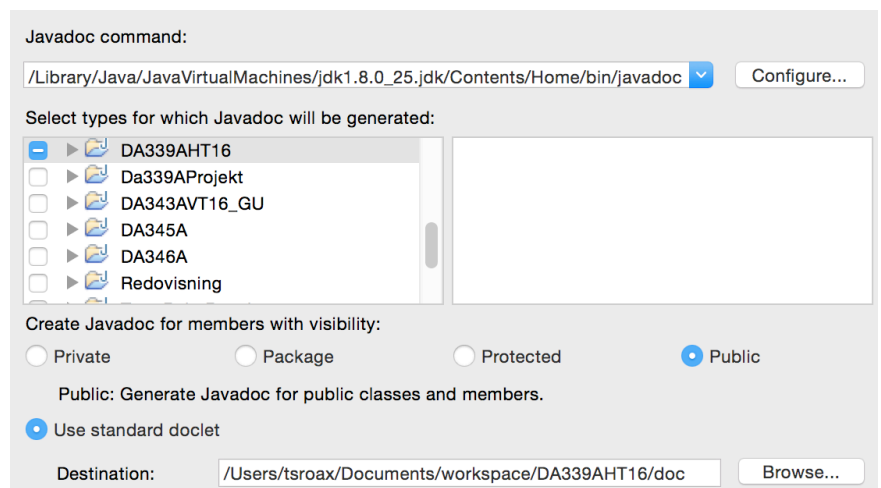 Javadoc command:
/Library/Java/JavaVirtualMachines/jdk1.8.0_25.jdk/Contents/Home/bin/javadoc Configure...
Select types for which Javadoc will be generated:
DA339AHT16
Da339AProjekt
DA343AVT16_GU
DA345A
DA346A
Redovisning
Create Javadoc for members with visibility:
Private Package Protected Public
Public: Generate Javadoc for public classes and members.
Use standard doclet
Destination: /Users/tsroax/Documents/workspace/DA339AHT16/doc Browse...